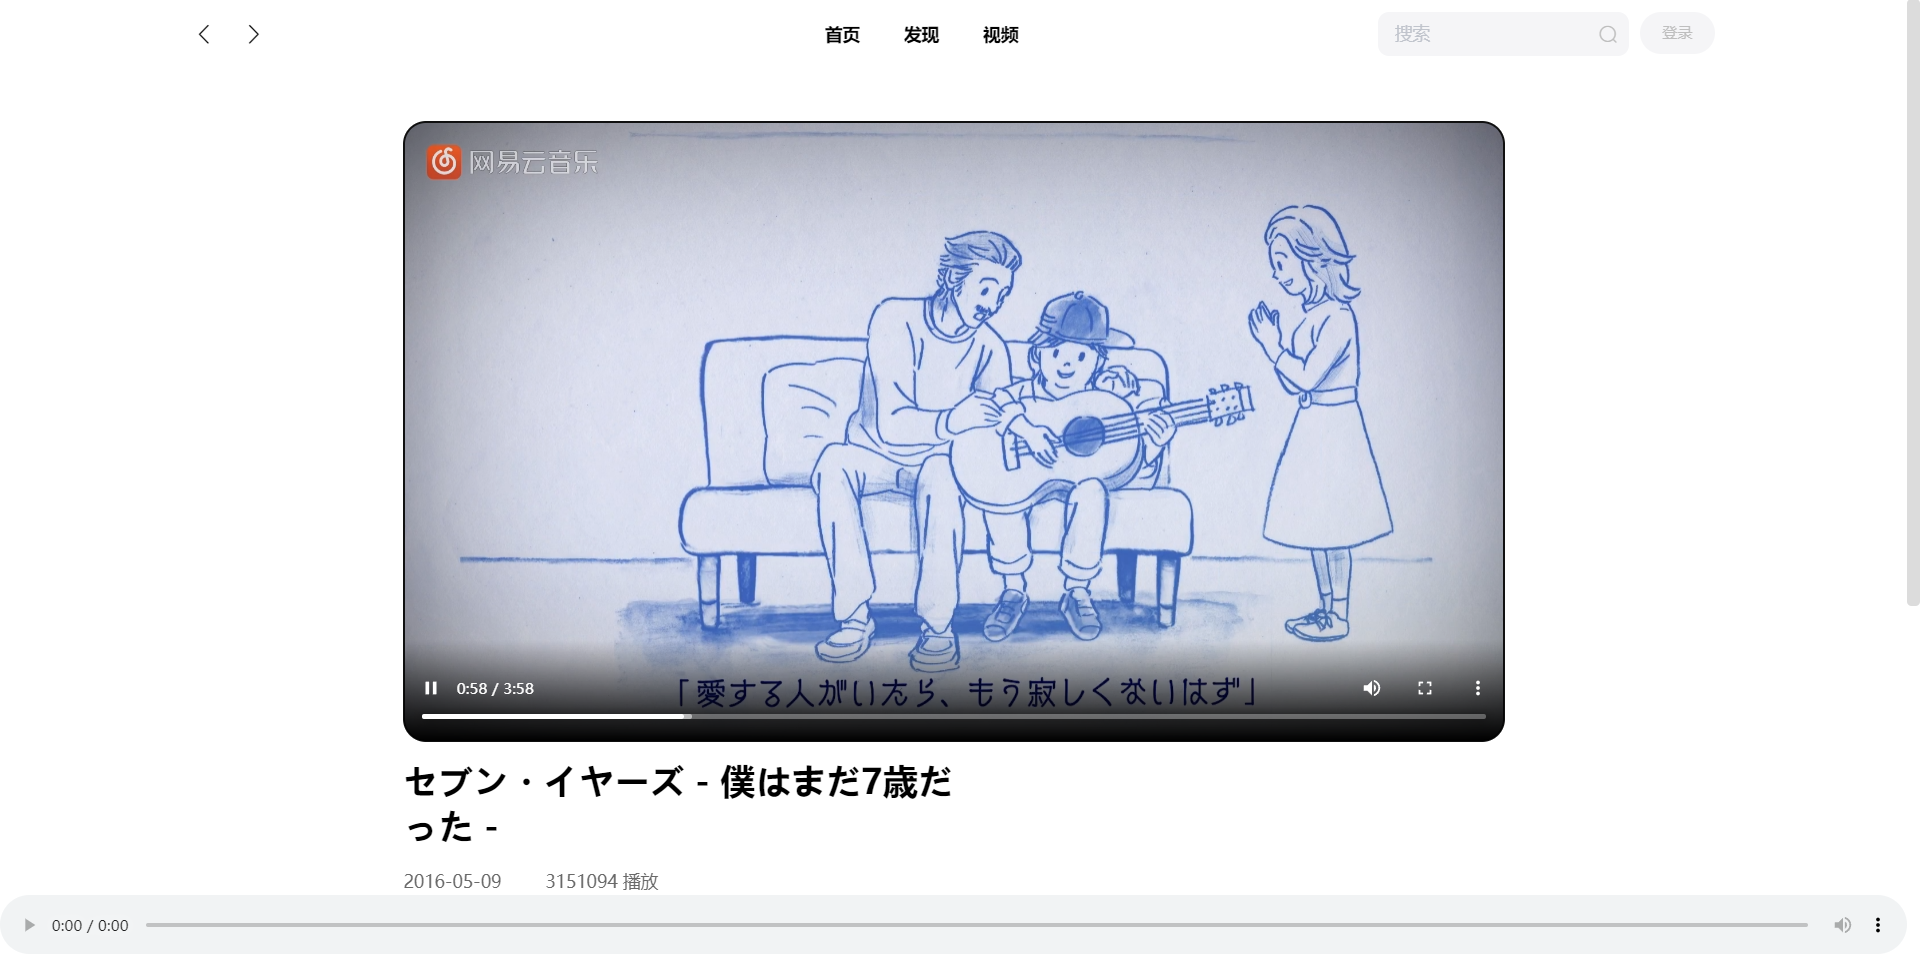 首页 发现 视频 搜索 登录
网易云音乐
「愛する人がいたら、もう寂しくないはず」
0:58 / 3:58
セブン・イヤーズ - 僕はまだ7歳だ
った -
2016-05-09 3151094 播放
0:00 / 0:00